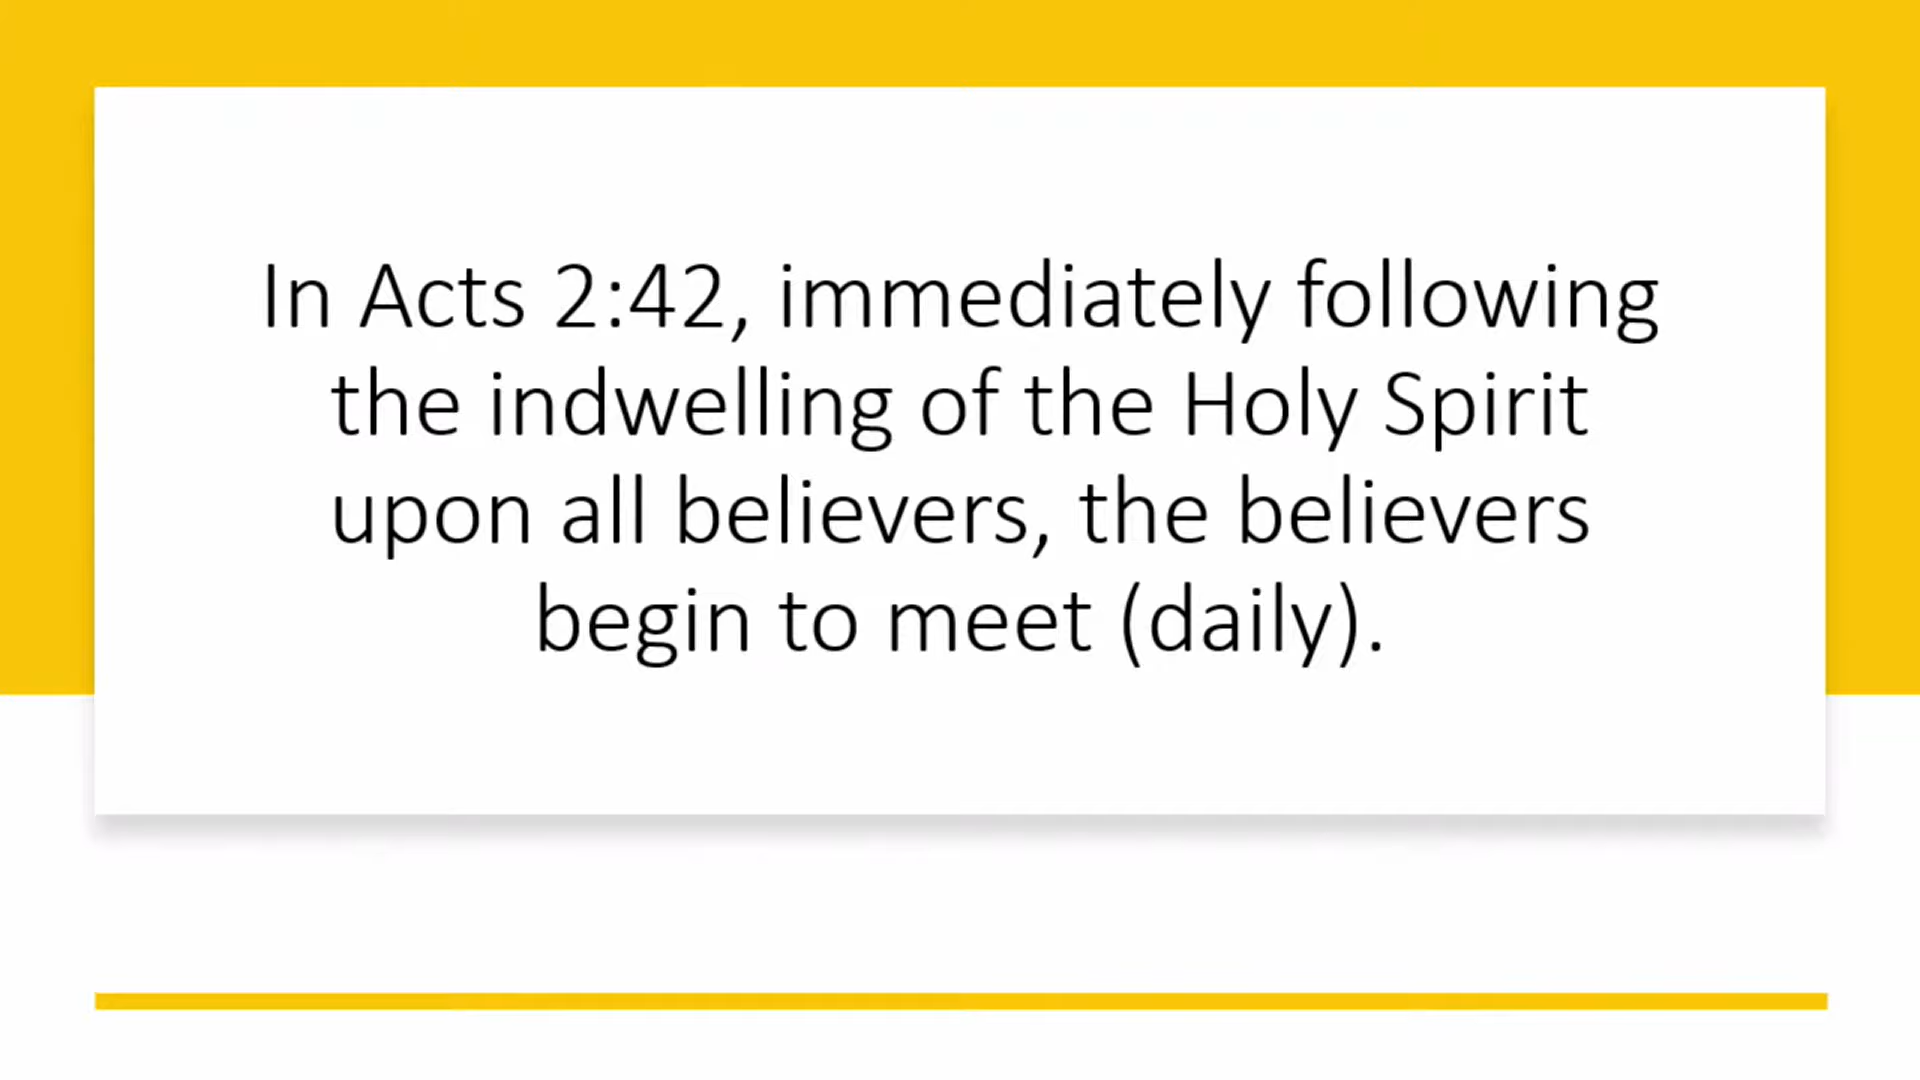 In Acts 2:42, immediately following
the indwelling of the Holy Spirit
upon all believers, the believers
begin to meet (daily).